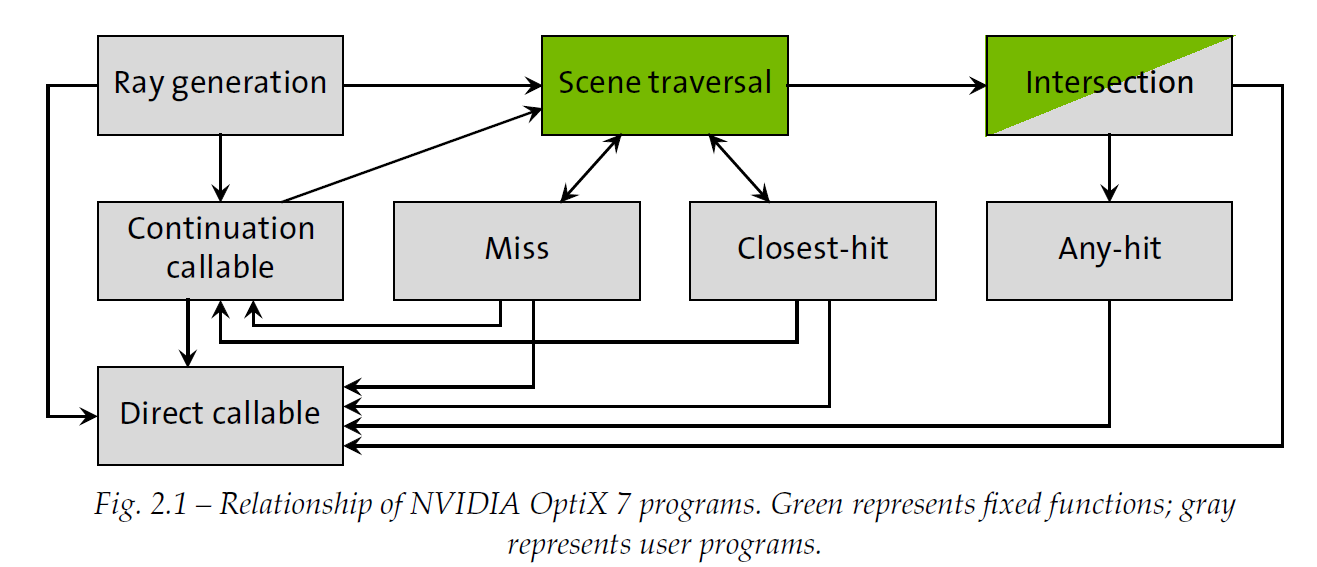 Ray generation
Scene traversal
Intersection
Continuation
callable
Miss
Closest-hit
Any-hit
Direct callable
Fig. 2.1 – Relationship of NVIDIA OptiX 7 programs. Green represents fixed functions; gray
represents user programs.